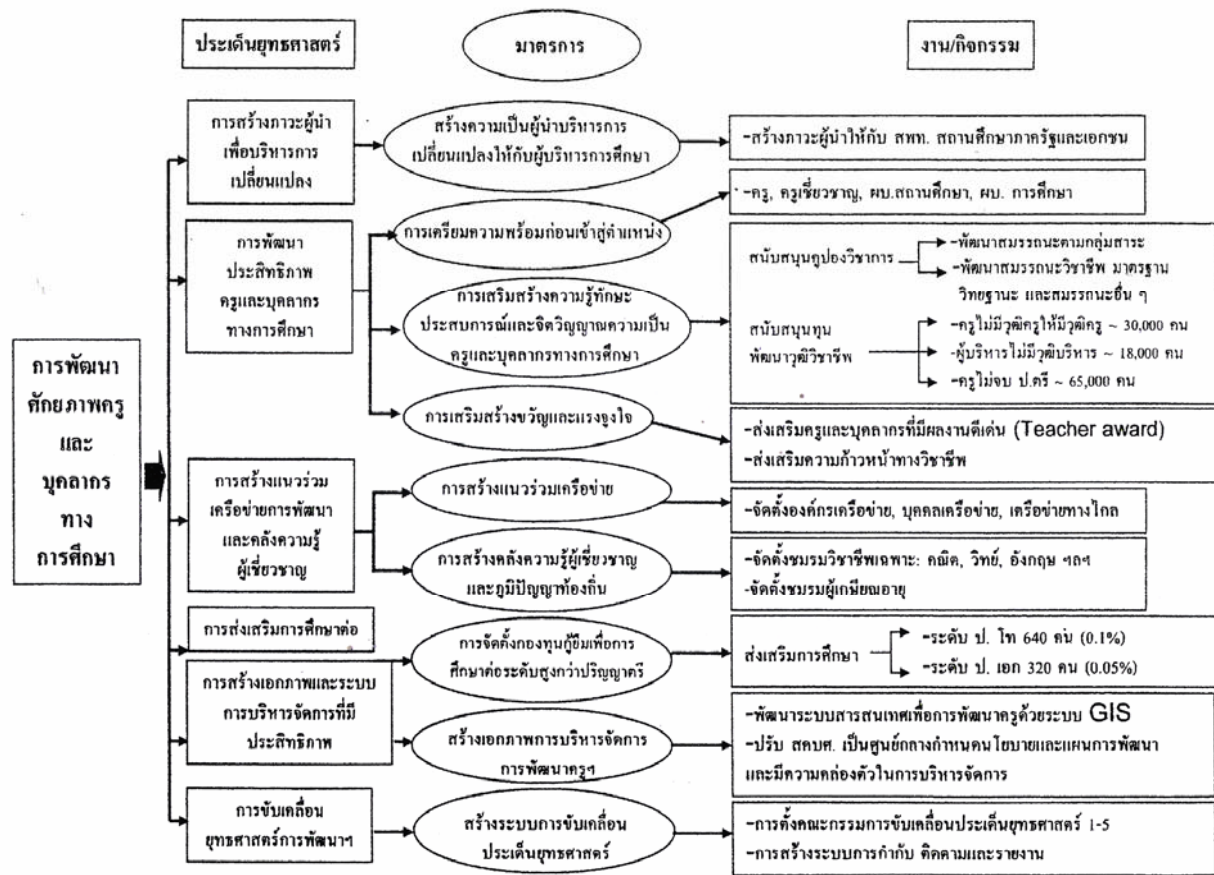 ประเด็นยุทธศาสตร์
มาตรการ
งาน/กิจกรรม
การพัฒนา
ศักยภาพครู
และ
บุคลากร
ทาง
การศึกษา
การสร้างภาวะผู้นำ
เพื่อบริหารการ
เปลี่ยนแปลง
สร้างความเป็นผู้นำบริหารการ
เปลี่ยนแปลงให้กับผู้บริหารการศึกษา
-สร้างภาวะผู้นำให้กับ สพท. สถานศึกษาภาครัฐและเอกชน
การพัฒนา
ประสิทธิภาพ
ครูและบุคลากร
ทางการศึกษา
การเตรียมความพร้อมก่อนเข้าสู่ตำแหน่ง
-ครู, ครูเชี่ยวชาญ, ผบ.สถานศึกษา, ผบ. การศึกษา
การเสริมสร้างความรู้ทักษะ
ประสบการณ์และจิตวิญญาณความเป็น
ครูและบุคลากรทางการศึกษา
สนับสนุนคูปองวิชาการ
-พัฒนาสมรรถนะตามกลุ่มสาระ
-พัฒนาสมรรถนะวิชาชีพ มาตรฐาน
วิทยฐานะ และสมรรถนะอื่น ๆ
สนับสนุนทุน
พัฒนาวุฒิวิชาชีพ
-ครูไม่มีวุฒิครูให้มีวุฒิครู ~ 30,000 คน
-ผู้บริหารไม่มีวุฒิบริหาร ~ 18,000 คน
-ครูไม่จบ ป.ตรี ~ 65,000 คน
การเสริมสร้างขวัญและแรงจูงใจ
-ส่งเสริมครูและบุคลากรที่มีผลงานดีเด่น (Teacher award)
-ส่งเสริมความก้าวหน้าทางวิชาชีพ
การสร้างแนวร่วม
เครือข่ายการพัฒนา
และคลังความรู้
ผู้เชี่ยวชาญ
การสร้างแนวร่วมเครือข่าย
-จัดตั้งองค์กรเครือข่าย, บุคคลเครือข่าย, เครือข่ายทางไกล
การสร้างคลังความรู้ผู้เชี่ยวชาญ
และภูมิปัญญาท้องถิ่น
-จัดตั้งชมรมวิชาชีพเฉพาะ: คณิต, วิทย์, อังกฤษ ฯลฯ
-จัดตั้งชมรมผู้เกษียณอายุ
การส่งเสริมการศึกษาต่อ
การจัดตั้งกองทุนกู้ยืมเพื่อการ
ศึกษาต่อระดับสูงกว่าปริญญาตรี
ส่งเสริมการศึกษา
-ระดับ ป. โท 640 คน (0.1%)
-ระดับ ป. เอก 320 คน (0.05%)
การสร้างเอกภาพและระบบ
การบริหารจัดการที่มี
ประสิทธิภาพ
สร้างเอกภาพการบริหารจัดการ
การพัฒนาครูฯ
-พัฒนาระบบสารสนเทศเพื่อการพัฒนาครูด้วยระบบ GIS
-ปรับ สคบศ. เป็นศูนย์กลางกำหนดนโยบายและแผนการพัฒนา
และมีความคล่องตัวในการบริหารจัดการ
การขับเคลื่อน
ยุทธศาสตร์การพัฒนาฯ
สร้างระบบการขับเคลื่อน
ประเด็นยุทธศาสตร์
-การตั้งคณะกรรมการขับเคลื่อนประเด็นยุทธศาสตร์ 1-5
-การสร้างระบบการกำกับ ติดตามและรายงาน